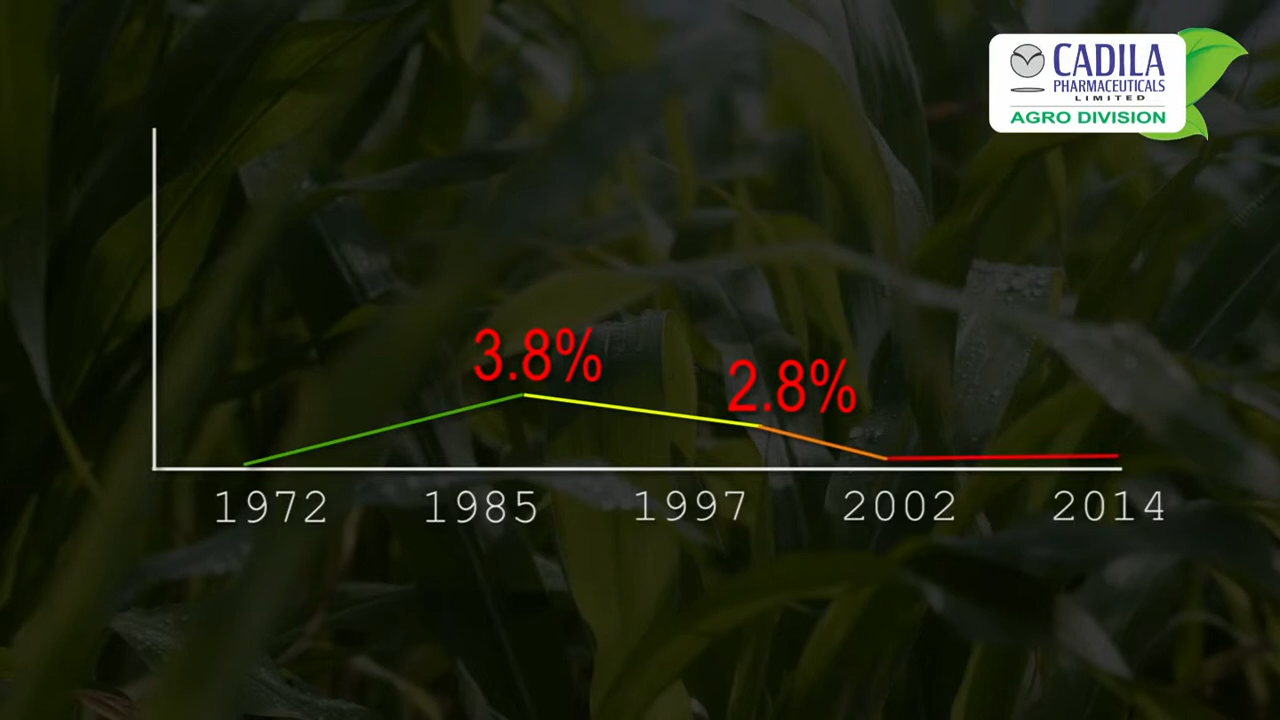 CADILA
PHARMACEUTICALS
LIMITED
AGRO DIVISION
3.8%
2.8%
1972 1985 1997 2002 2014